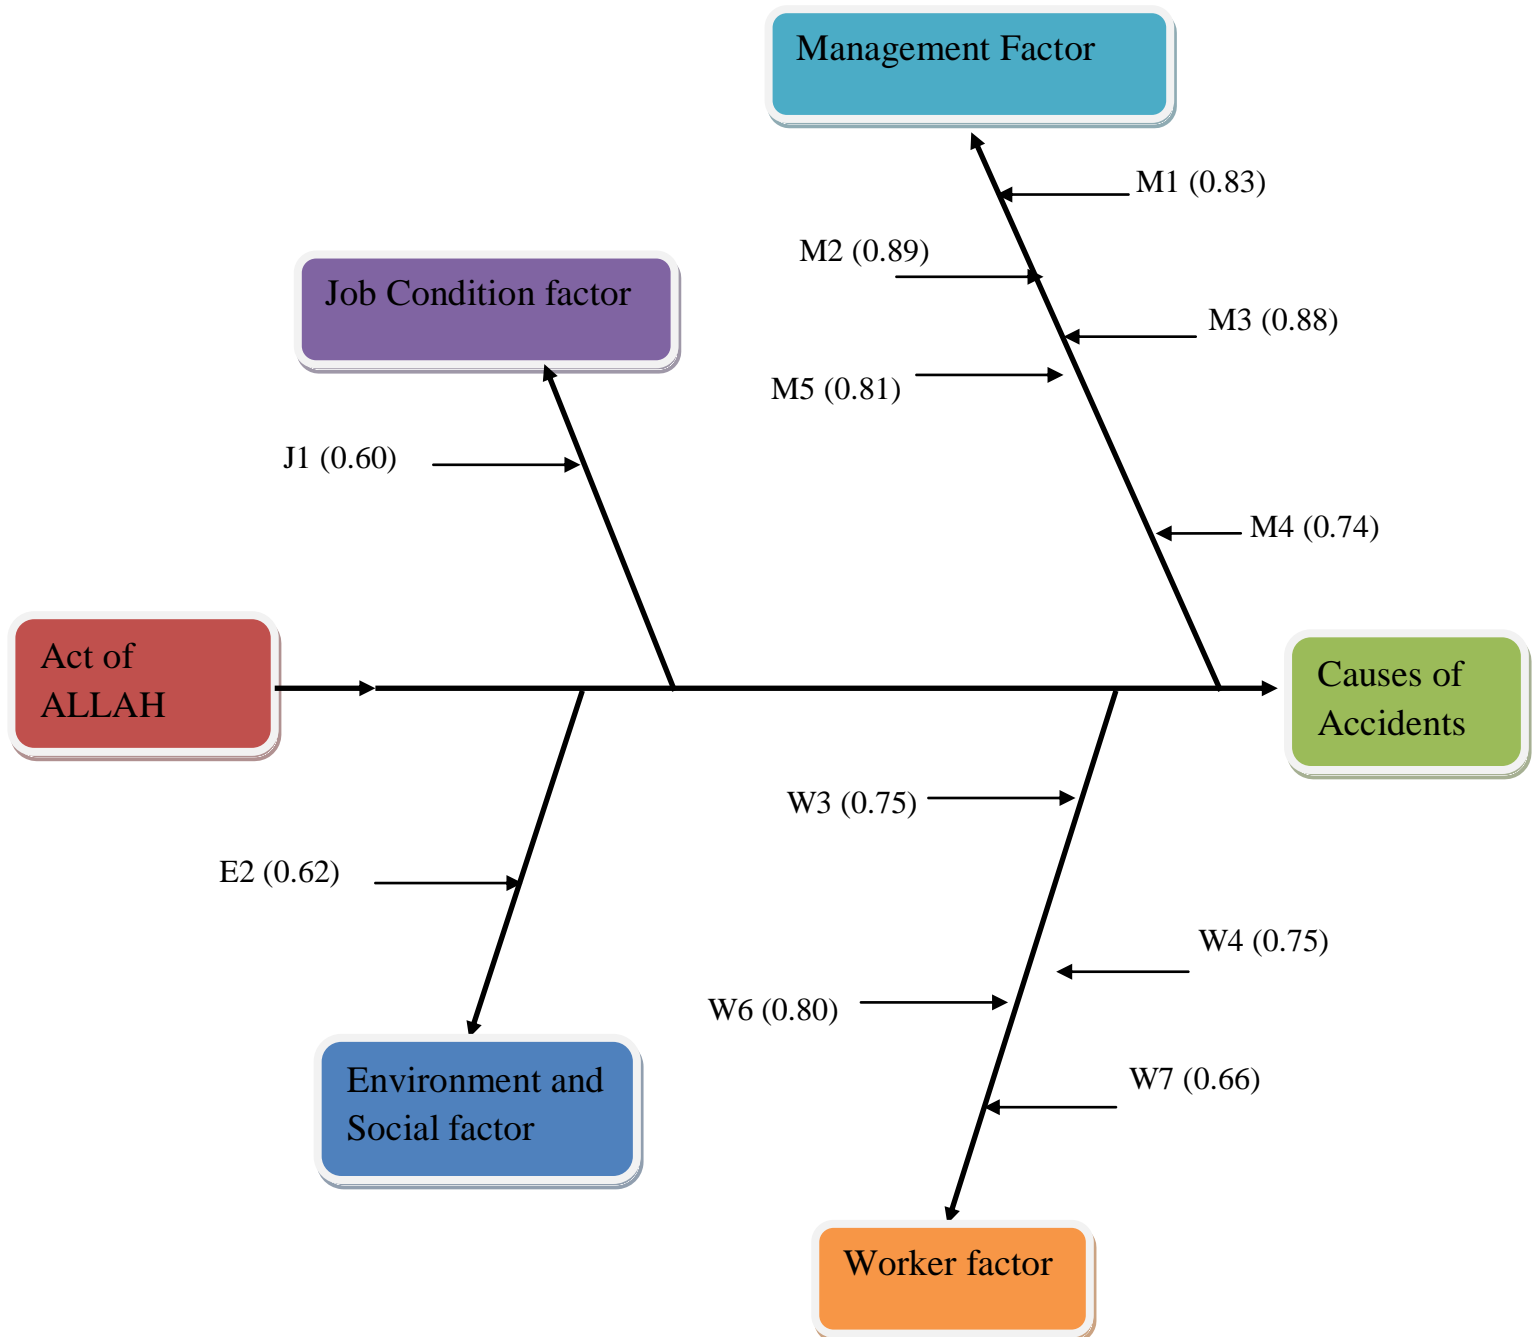 Management Factor
M1 (0.83)
M2 (0.89)
Job Condition factor
M3 (0.88)
M5 (0.81)
J1 (0.60)
M4 (0.74)
Act of
ALLAH
Causes of
Accidents
W3 (0.75)
E2 (0.62)
W4 (0.75)
W6 (0.80)
Environment and
Social factor
W7 (0.66)
Worker factor